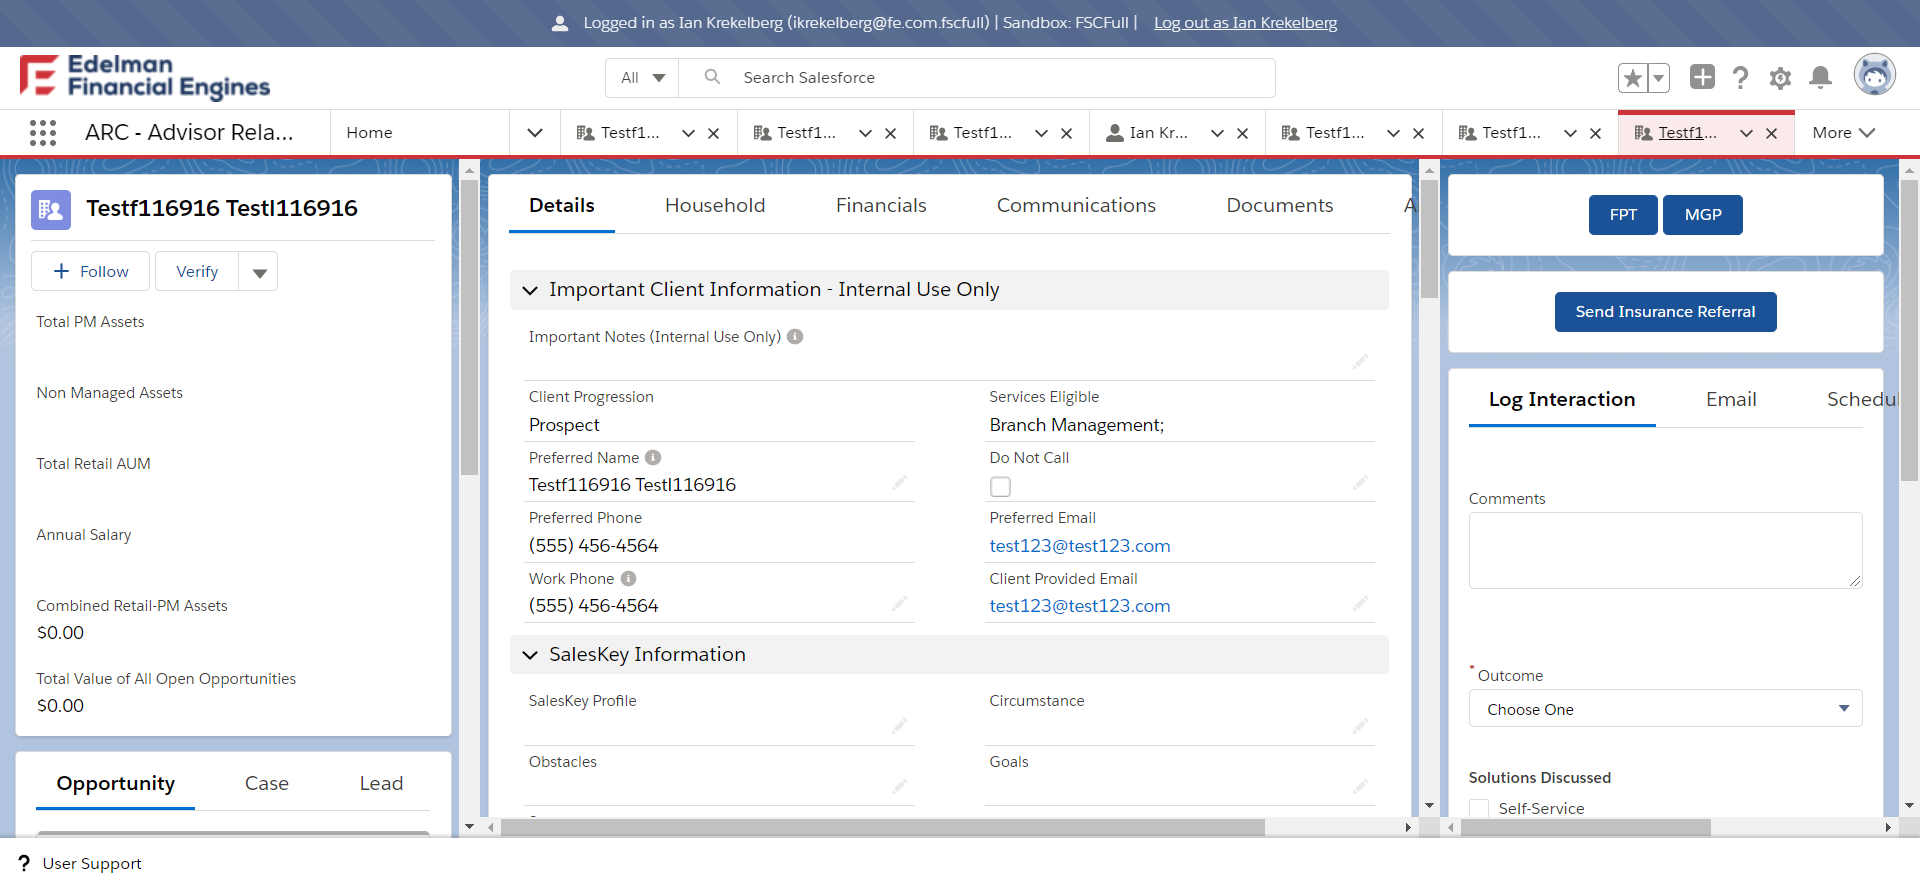 Logged in as Ian Krekelberg (ikrekelberg@fe.com.fscfull) | Sandbox: FSCFull | Log out as Ian Krekelberg
Edelman
Financial Engines
All
Search Salesforce
ARC - Advisor Rela...
Home
Testf1...
Testf1...
Testf1...
Ian Kr...
Testf1...
Testf1...
Testf1...
More
Testf116916 Testl116916
Follow
Verify
Total PM Assets
Non Managed Assets
Total Retail AUM
Annual Salary
Combined Retail-PM Assets
$0.00
Total Value of All Open Opportunities
$0.00
Opportunity
Case
Lead
Details
Household
Financials
Communications
Documents
A
Important Client Information - Internal Use Only
Important Notes (Internal Use Only)
Client Progression
Prospect
Services Eligible
Branch Management;
Preferred Name
Testf116916 Testl116916
Do Not Call
Preferred Phone
(555) 456-4564
Preferred Email
test123@test123.com
Work Phone
(555) 456-4564
Client Provided Email
test123@test123.com
SalesKey Information
SalesKey Profile
Circumstance
Obstacles
Goals
FPT
MGP
Send Insurance Referral
Log Interaction
Email
Schedul
Comments
* Outcome
Choose One
Solutions Discussed
Self-Service
? User Support